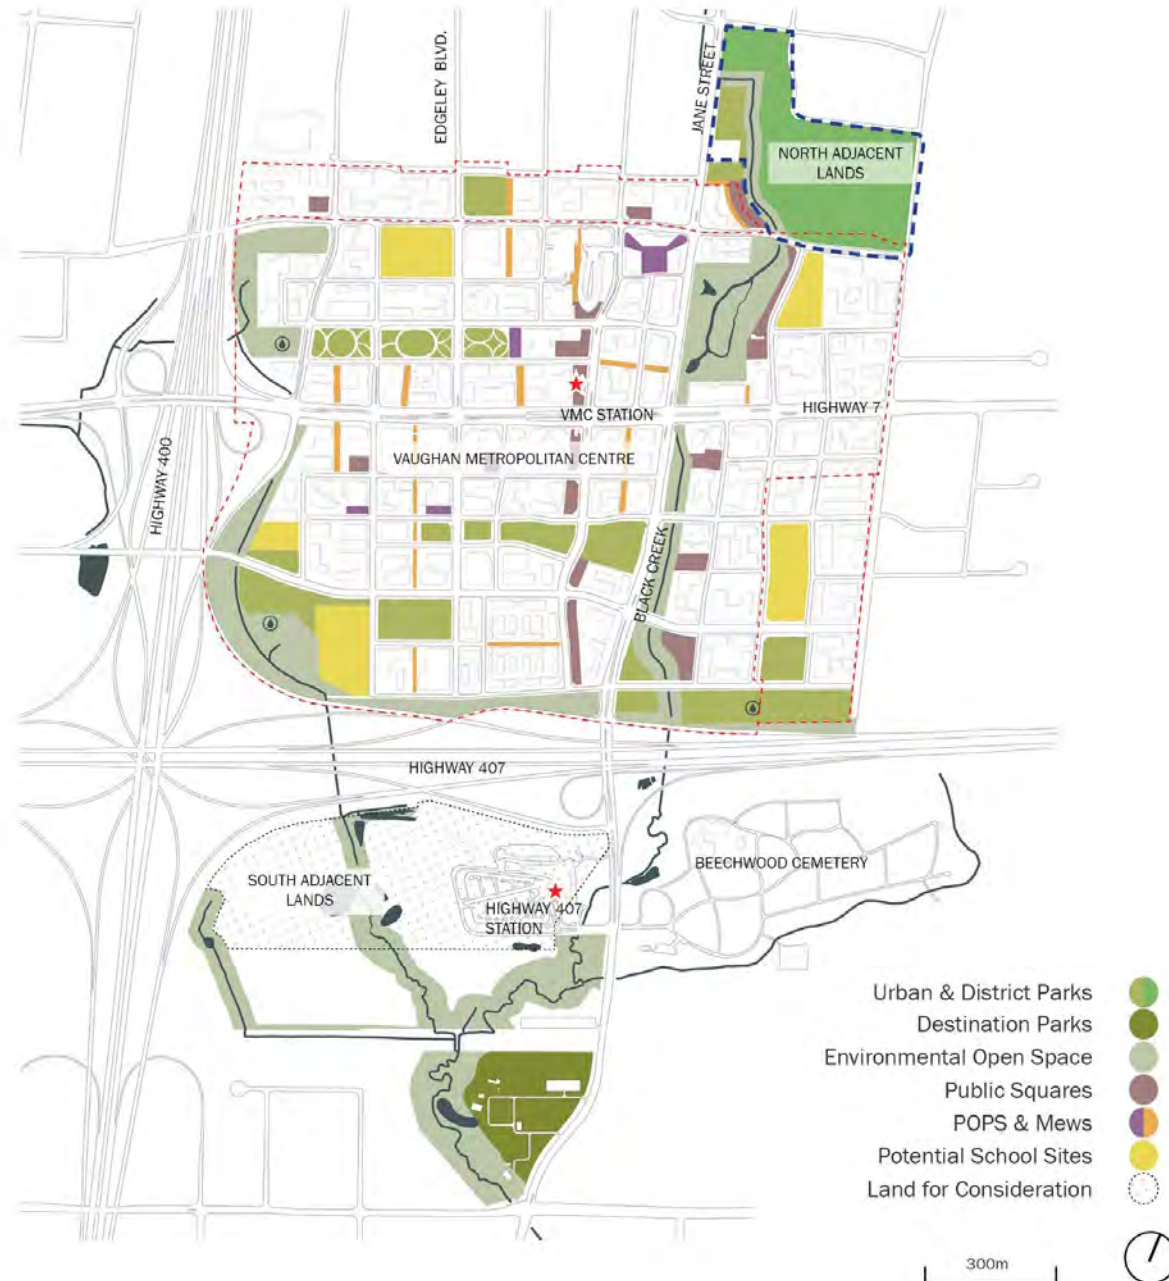 EDGELEY BLVD.
JANE STREET
NORTH ADJACENT
LANDS
VMC STATION
HIGHWAY 7
VAUGHAN METROPOLITAN CENTRE
HIGHWAY 400
BLACK CREEK
HIGHWAY 407
BEECHWOOD CEMETERY
SOUTH ADJACENT
LANDS
HIGHWAY 407
STATION
Urban & District Parks
Destination Parks
Environmental Open Space
Public Squares
POPS & Mews
Potential School Sites
Land for Consideration
300m